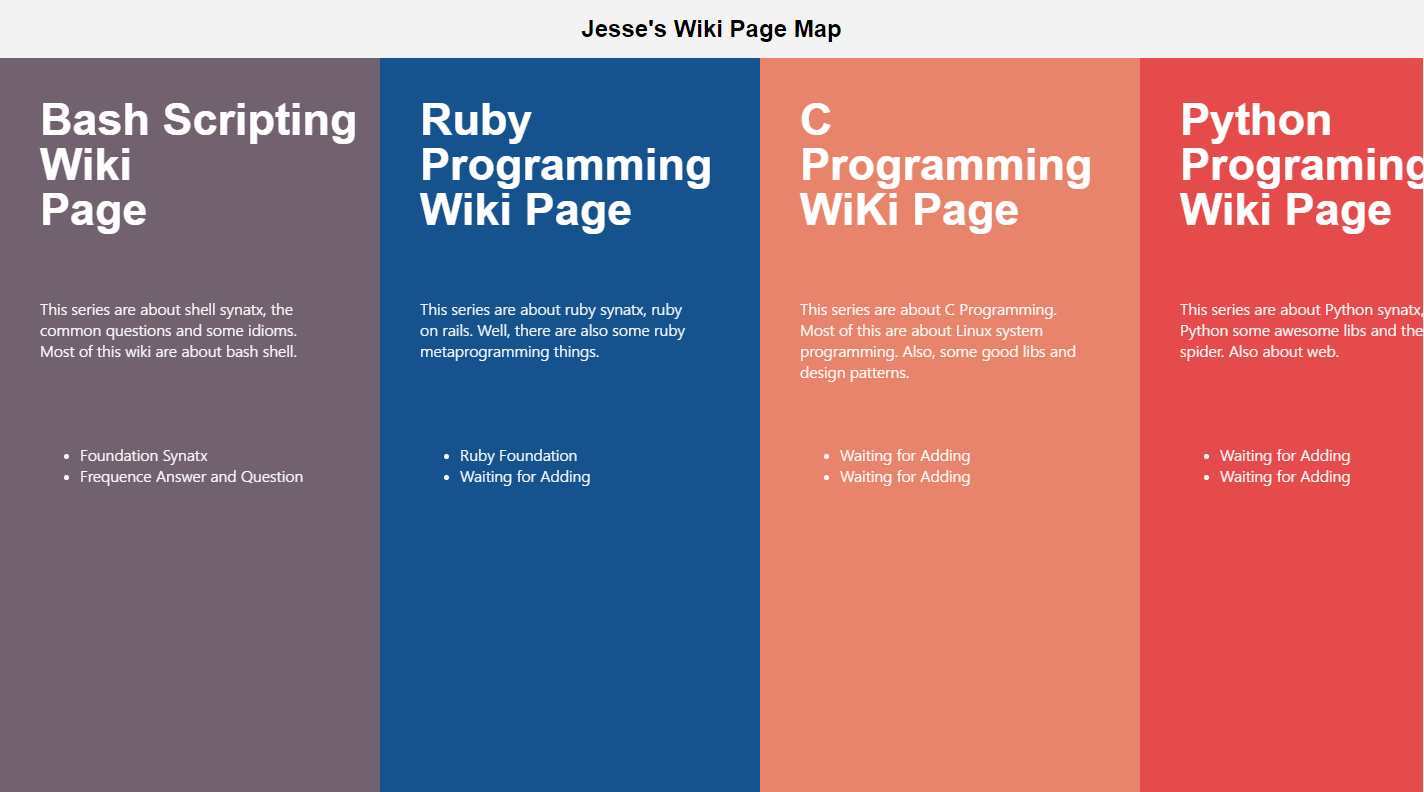 Jesse's Wiki Page Map
Bash Scripting
Wiki
Page
This series are about shell synatx, the
common questions and some idioms.
Most of this wiki are about bash shell.
Foundation Synatx
Frequence Answer and Question
Ruby
Programming
Wiki Page
This series are about ruby synatx, ruby
on rails. Well, there are also some ruby
metaprogramming things.
Ruby Foundation
Waiting for Adding
C
Programming
WiKi Page
This series are about C Programming.
Most of this are about Linux system
programming. Also, some good libs and
design patterns.
Waiting for Adding
Waiting for Adding
Python
Programing
Wiki Page
This series are about Python synatx,
Python some awesome libs and the
spider. Also about web.
Waiting for Adding
Waiting for Adding